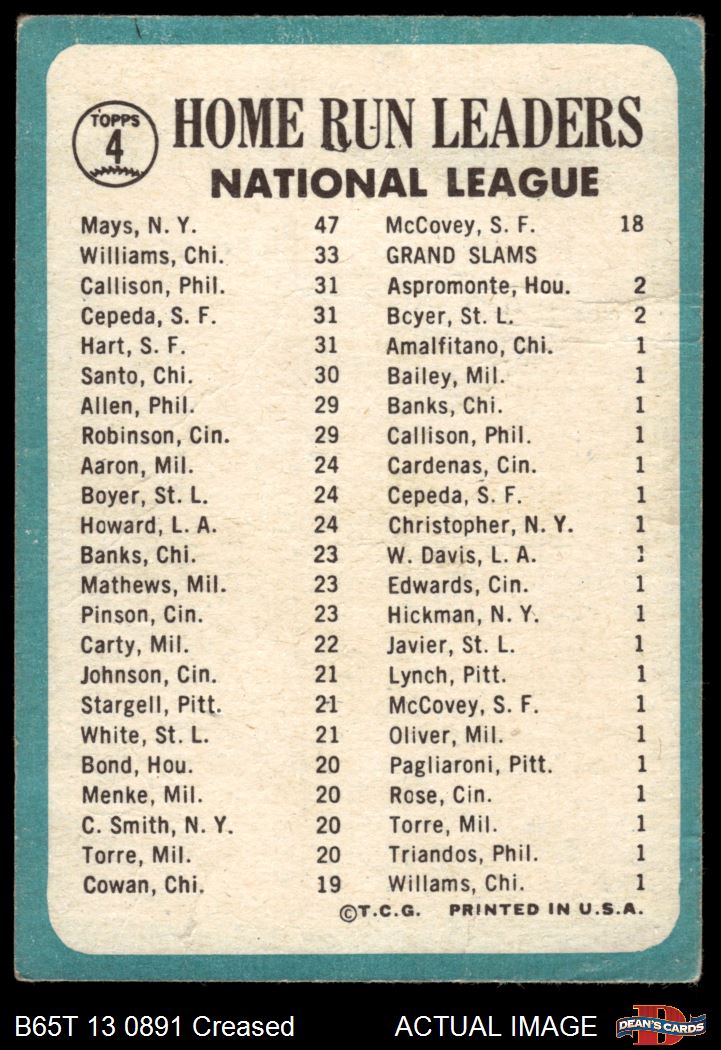 TOPPS
4
HOME RUN LEADERS
NATIONAL LEAGUE
Mays, N. Y. 47
Williams, Chi. 33
Callison, Phil. 31
Cepeda, S. F. 31
Hart, S. F. 31
Santo, Chi. 30
Allen, Phil. 29
Robinson, Cin. 29
Aaron, Mil. 24
Boyer, St. L. 24
Howard, L. A. 24
Banks, Chi. 23
Mathews, Mil. 23
Pinson, Cin. 23
Carty, Mil. 22
Johnson, Cin. 21
Stargell, Pitt. 21
White, St. L. 21
Bond, Hou. 20
Menke, Mil. 20
C. Smith, N. Y. 20
Torre, Mil. 20
Cowan, Chi. 19
McCovey, S. F. 18
GRAND SLAMS
Aspromonte, Hou. 2
Boyer, St. L. 2
Amalfitano, Chi. 1
Bailey, Mil. 1
Banks, Chi. 1
Callison, Phil. 1
Cardenas, Cin. 1
Cepeda, S. F. 1
Christopher, N. Y. 1
W. Davis, L. A. 1
Edwards, Cin. 1
Hickman, N. Y. 1
Javier, St. L. 1
Lynch, Pitt. 1
McCovey, S. F. 1
Oliver, Mil. 1
Pagliaroni, Pitt. 1
Rose, Cin. 1
Torre, Mil. 1
Triandos, Phil. 1
Willams, Chi. 1
©T.C.G. PRINTED IN U.S.A.
B65T 13 0891 Creased ACTUAL IMAGE
D
DEAN'S CARDS